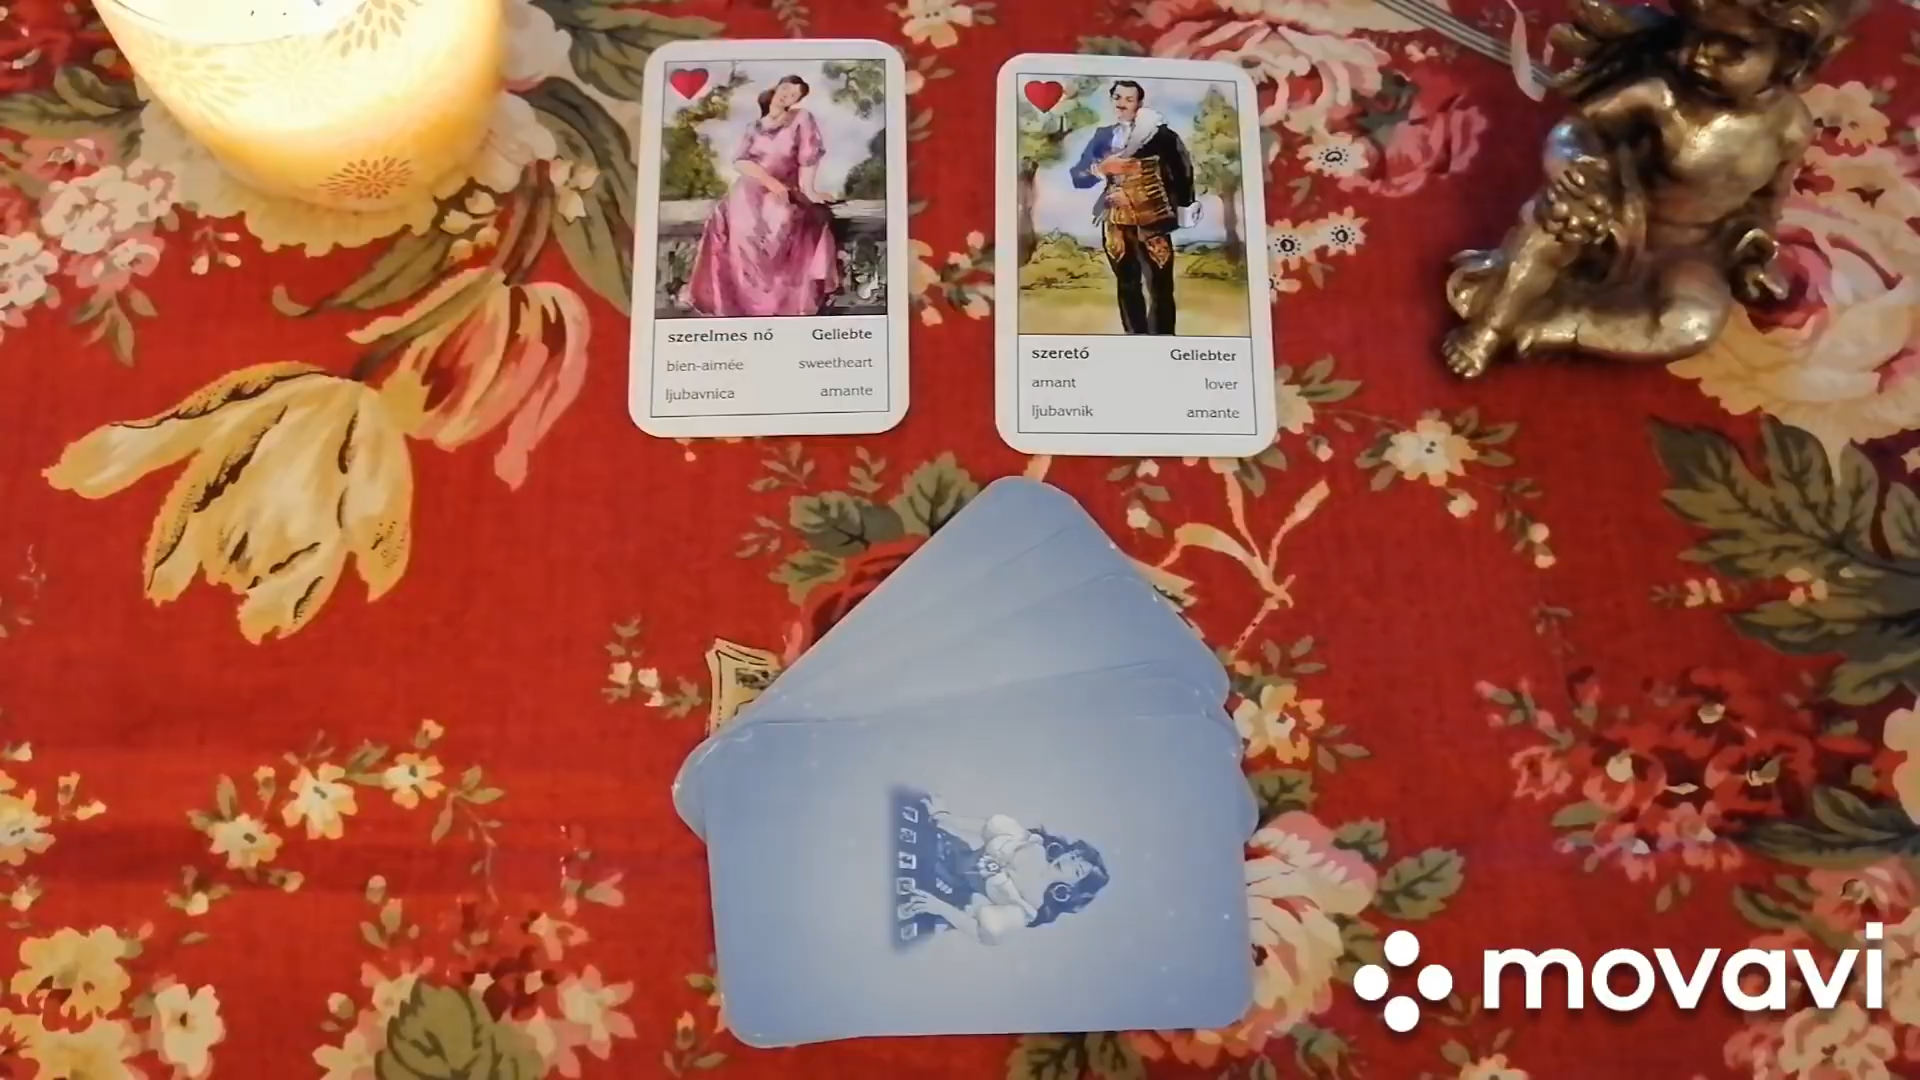 szerelmes nő Geliebte
bien-aimée sweetheart
ljubavnica amante
szerető Geliebter
amant lover
ljubavnik amante
movavi